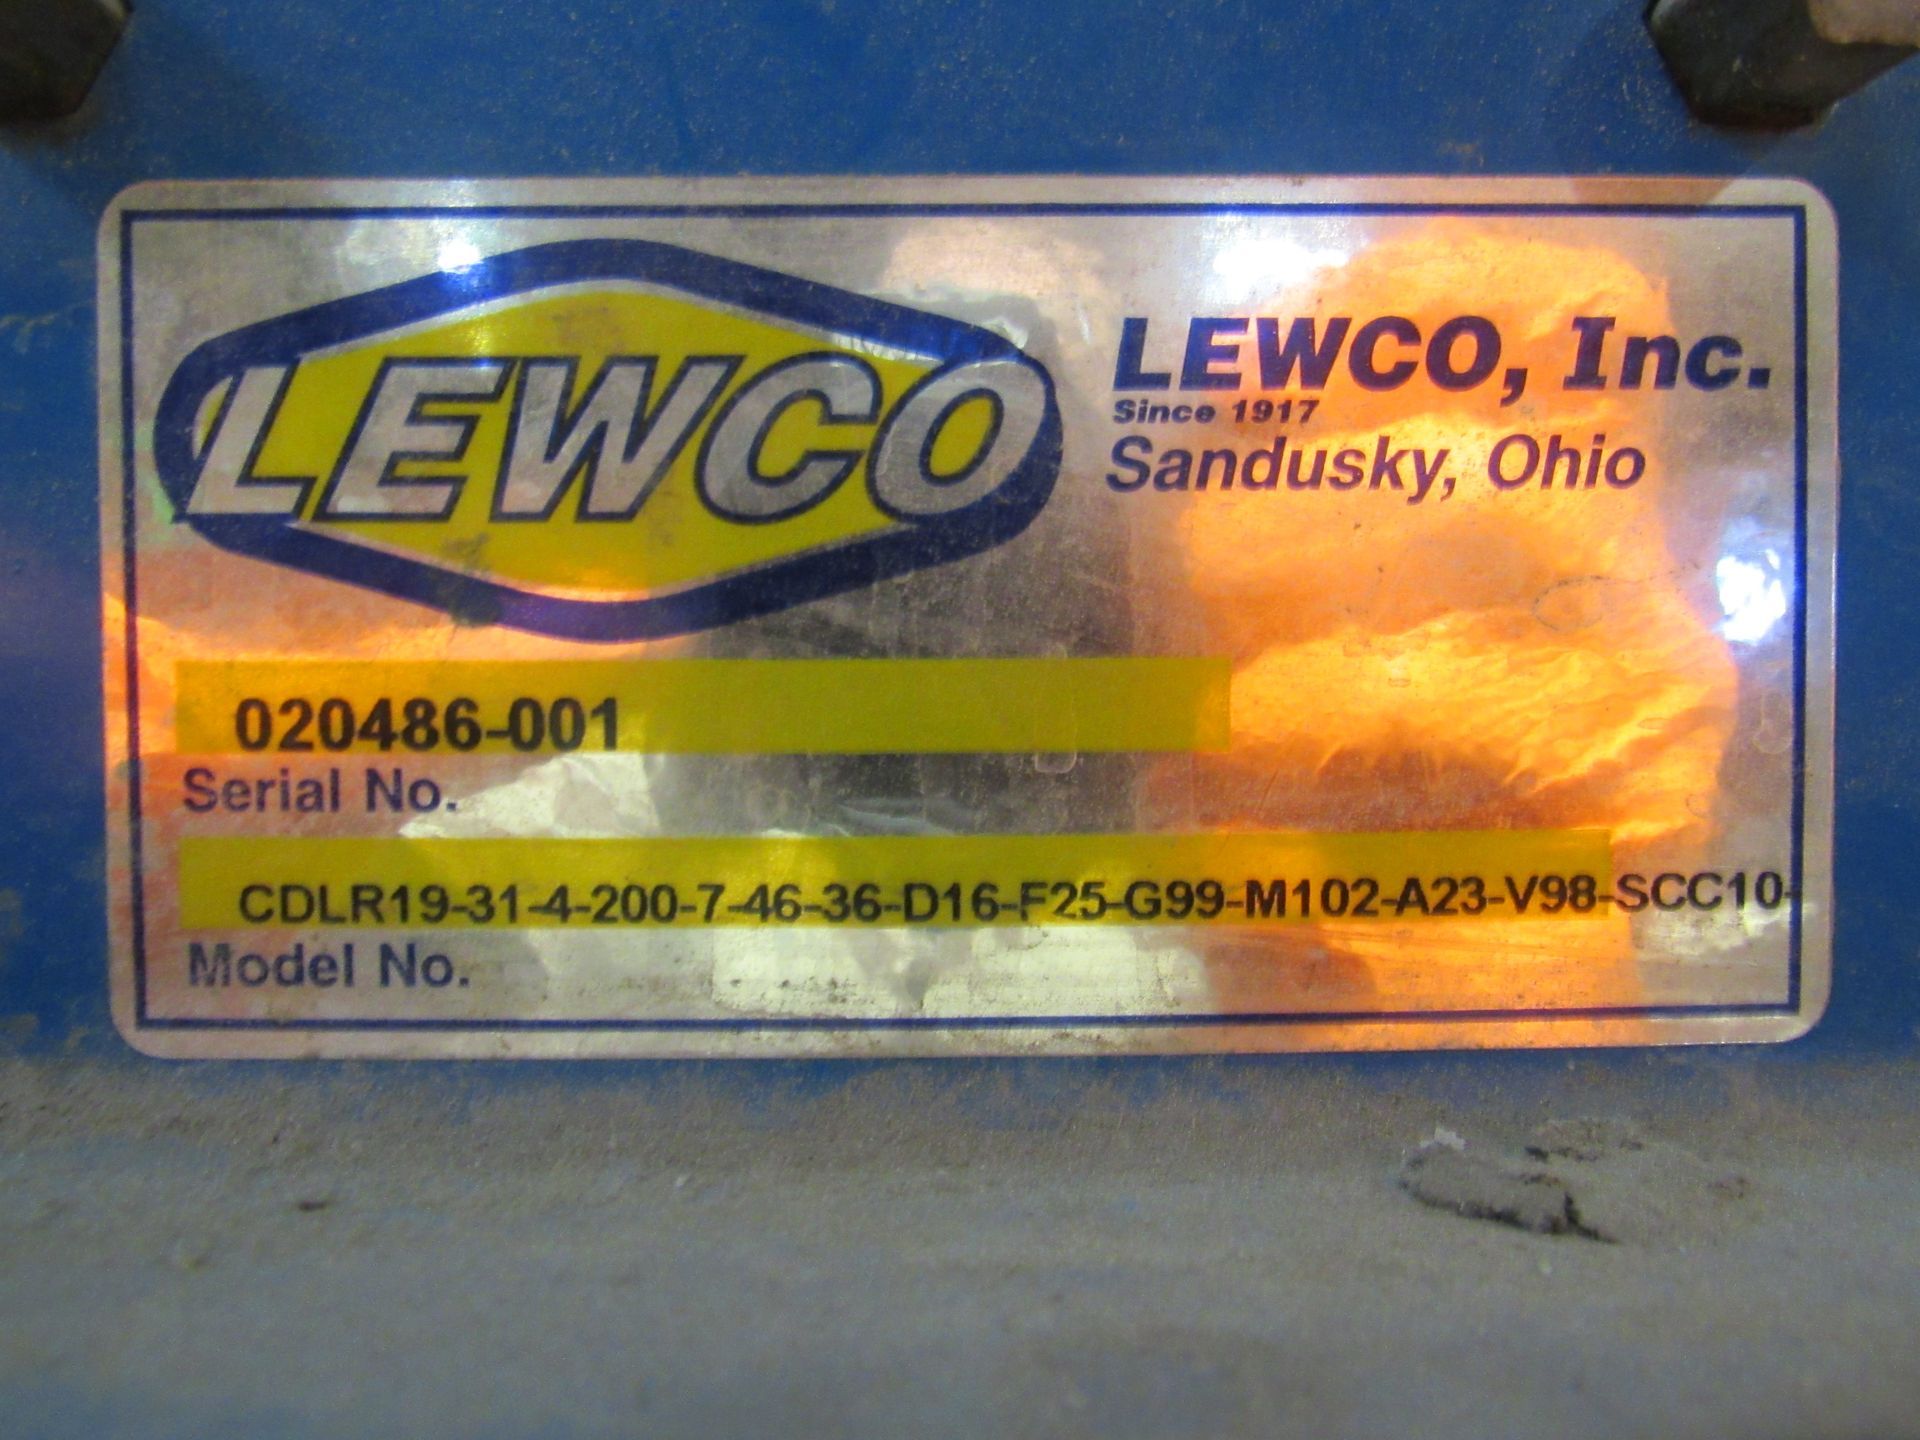 LEWCO
LEWCO, Inc.
Since 1917
Sandusky, Ohio
020486-001
Serial No.
CDLR19-31-4-200-7-46-36-D16-F25-G99-M102-A23-V98-SCC10-
Model No.